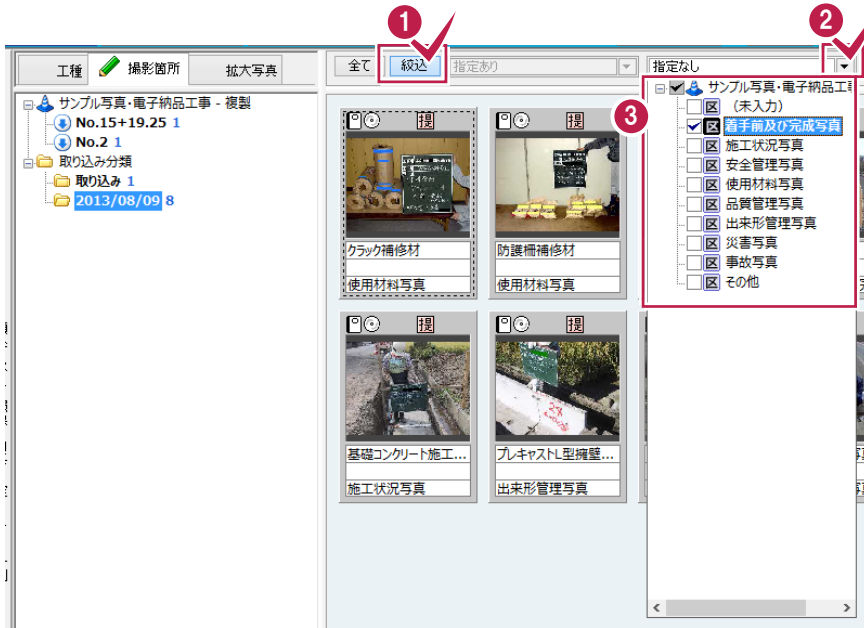 1
2
工種
撮影箇所
拡大写真
全て
絞込
指定あり
指定なし
サンプル写真・電子納品工事 - 複製
No.15+19.25 1
No.2 1
取り込み分類
取り込み 1
2013/08/09 8
提
クラック補修材
使用材料写真
提
防護柵補修材
使用材料写真
提
基礎コンクリート施工...
施工状況写真
提
プレキャストL型擁壁...
出来形管理写真
3
サンプル写真・電子納品工事
区 (未入力)
区 着手前及び完成写真
区 施工状況写真
区 安全管理写真
区 使用材料写真
区 品質管理写真
区 出来形管理写真
区 災害写真
区 事故写真
区 その他